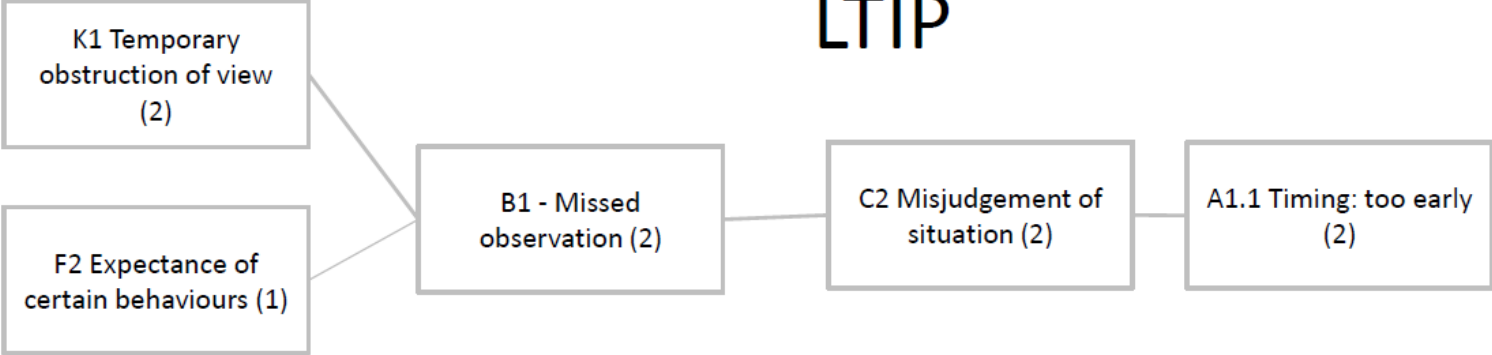 LTIP
K1 Temporary
obstruction of view
(2)
F2 Expectance of
certain behaviours (1)
B1 - Missed
observation (2)
C2 Misjudgement of
situation (2)
A1.1 Timing: too early
(2)